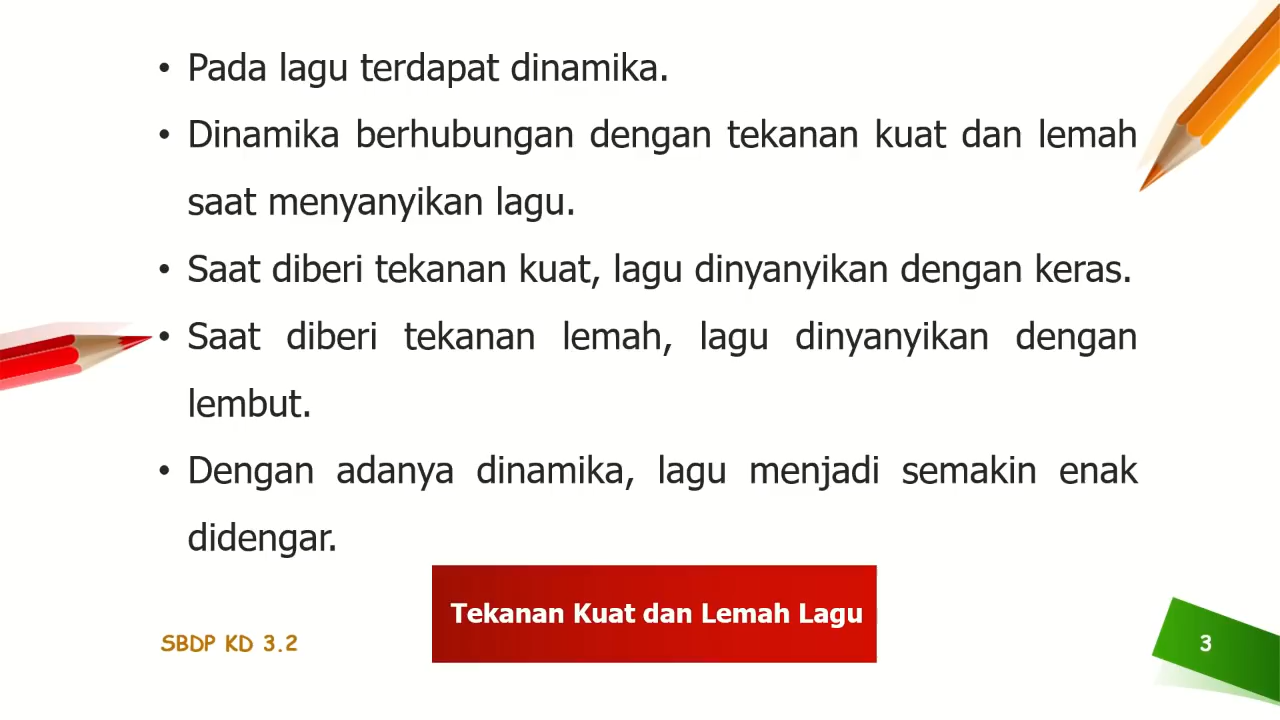 • Pada lagu terdapat dinamika.
• Dinamika berhubungan dengan tekanan kuat dan lemah
saat menyanyikan lagu.
• Saat diberi tekanan kuat, lagu dinyanyikan dengan keras.
• Saat diberi tekanan lemah, lagu dinyanyikan dengan
lembut.
• Dengan adanya dinamika, lagu menjadi semakin enak
didengar.
Tekanan Kuat dan Lemah Lagu
SBDP KD 3.2
3